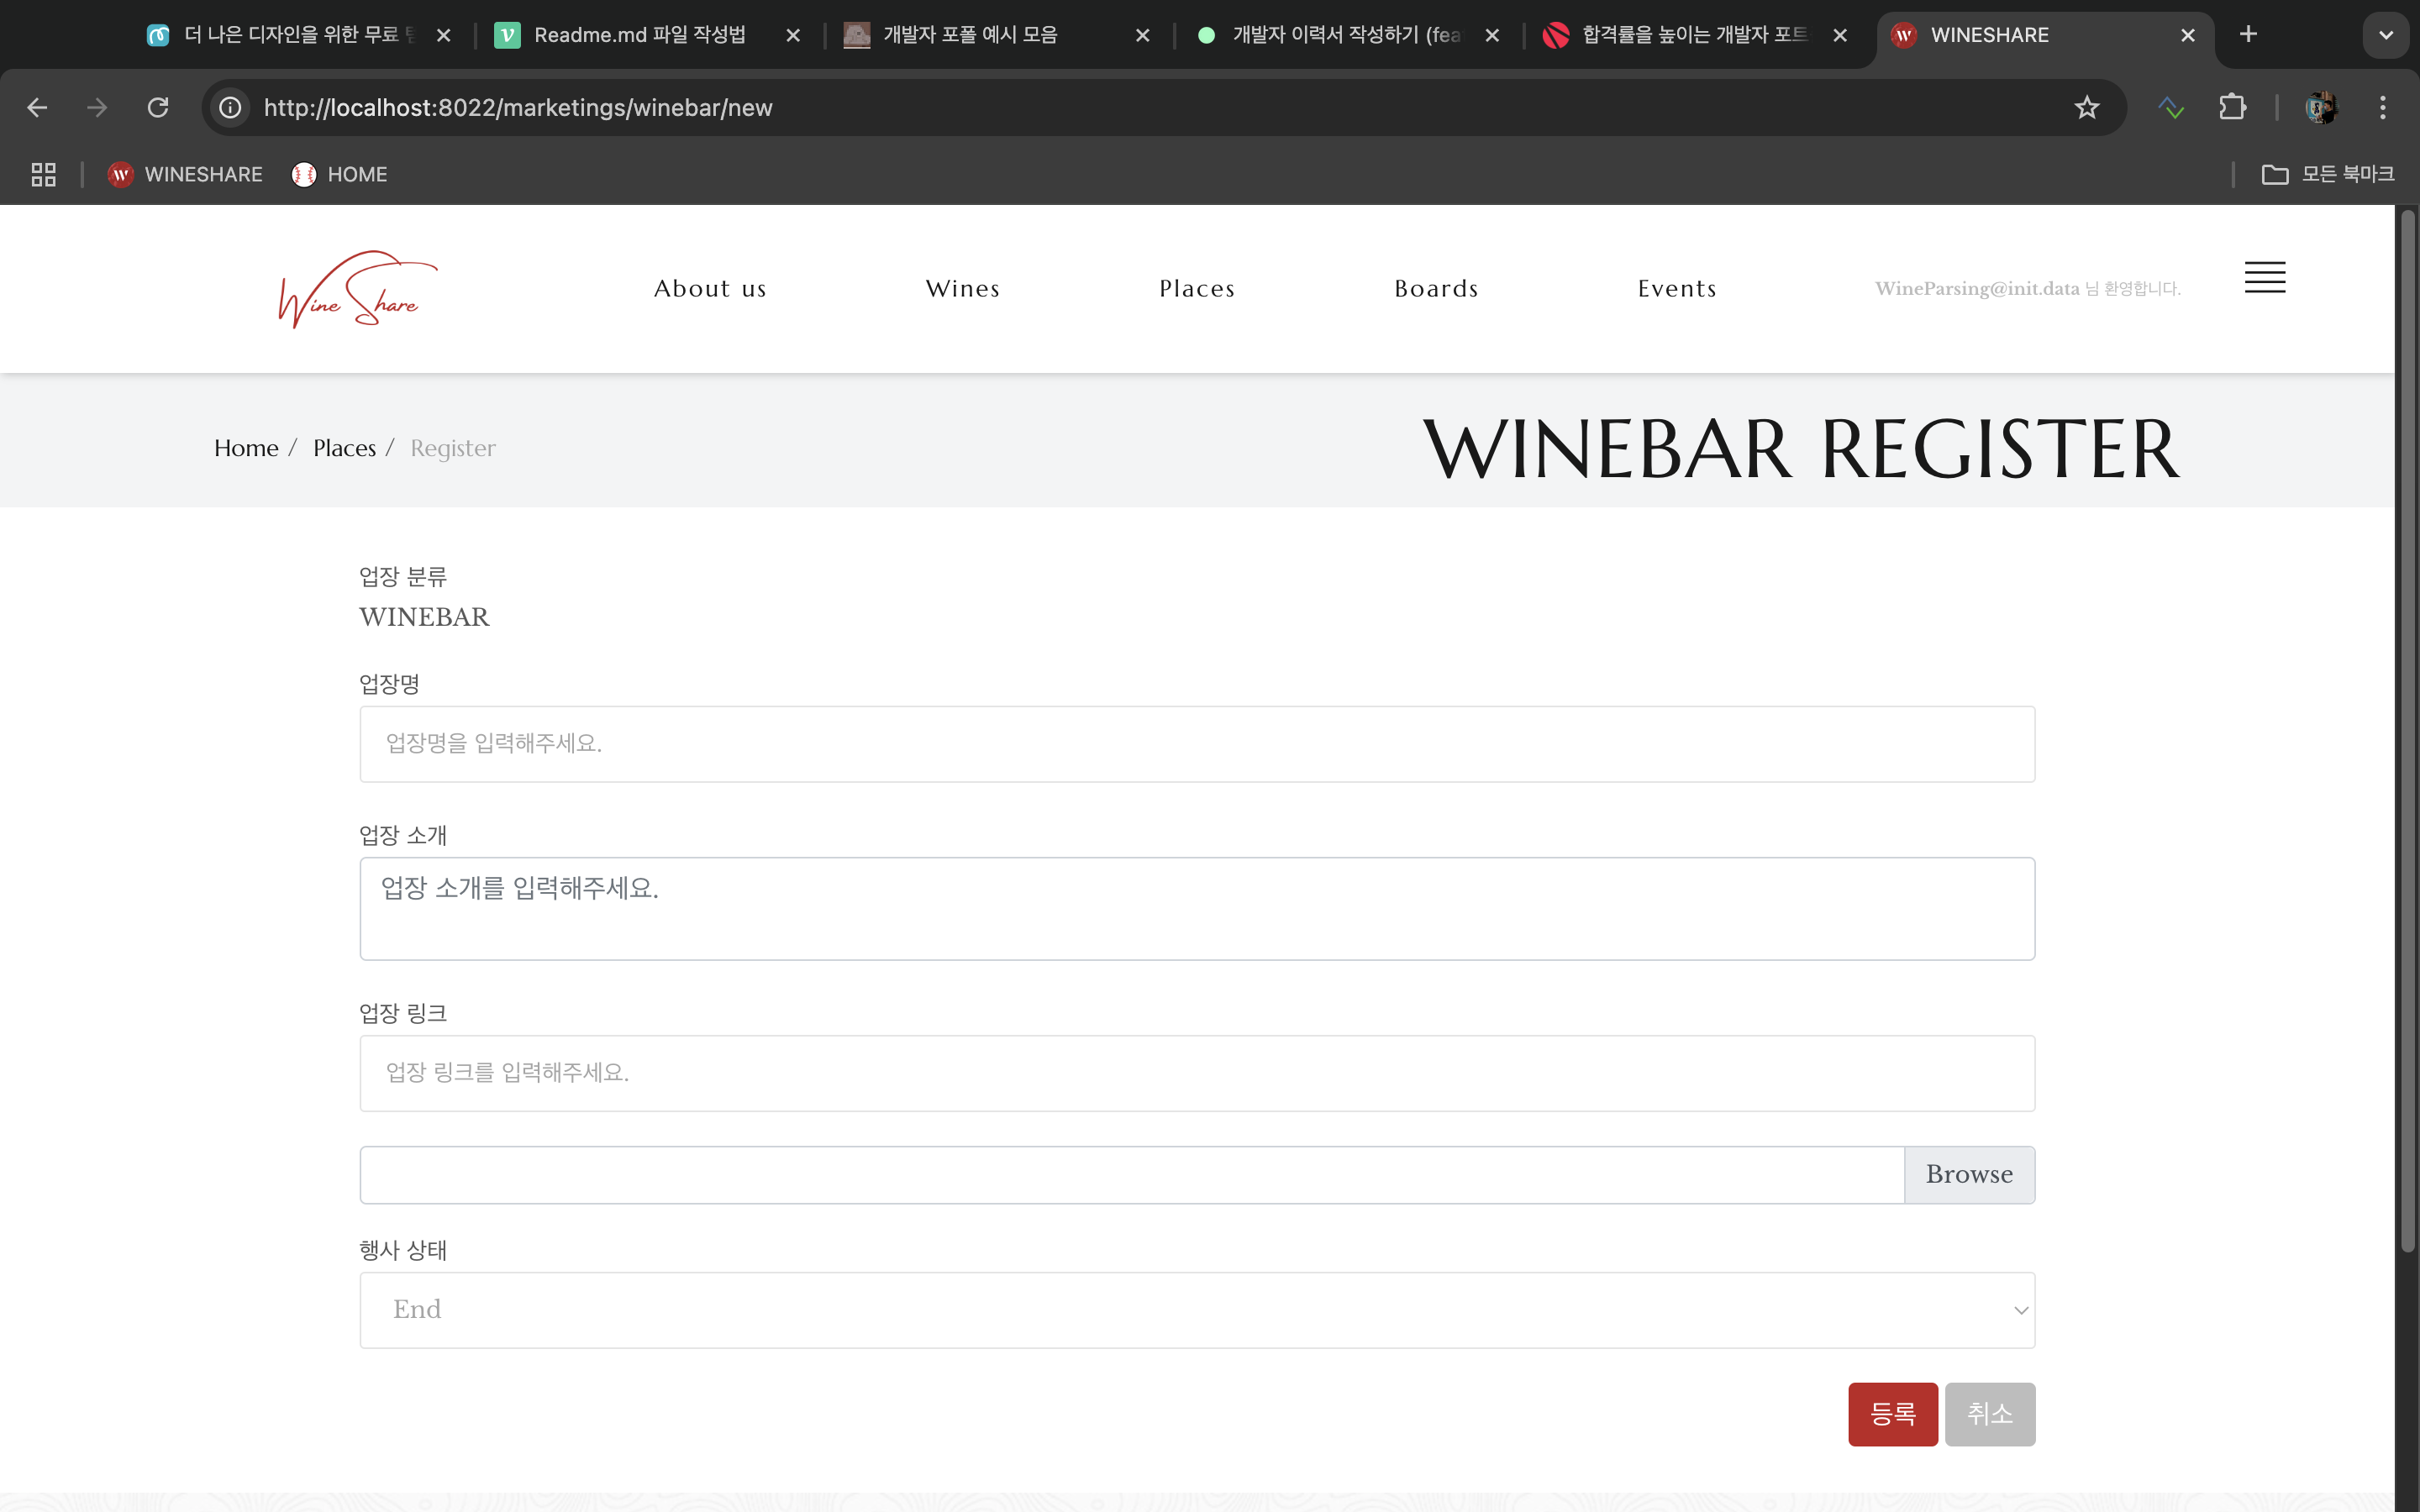 더 나은 디자인을 위한 무료
Readme.md 파일 작성법
개발자 포폴 예시 모음
개발자 이력서 작성하기 (fea
합격률을 높이는 개발자 포트
WINESHARE
http://localhost:8022/marketings/winebar/new
WINESHARE
HOME
모든 북마크
Wine Share
About us
Wines
Places
Boards
Events
WineParsing@init.data 님 환영합니다.
Home / Places / Register
WINEBAR REGISTER
업장 분류
WINEBAR
업장명
업장명을 입력해주세요.
업장 소개
업장 소개를 입력해주세요.
업장 링크
업장 링크를 입력해주세요.
Browse
행사 상태
End
등록
취소